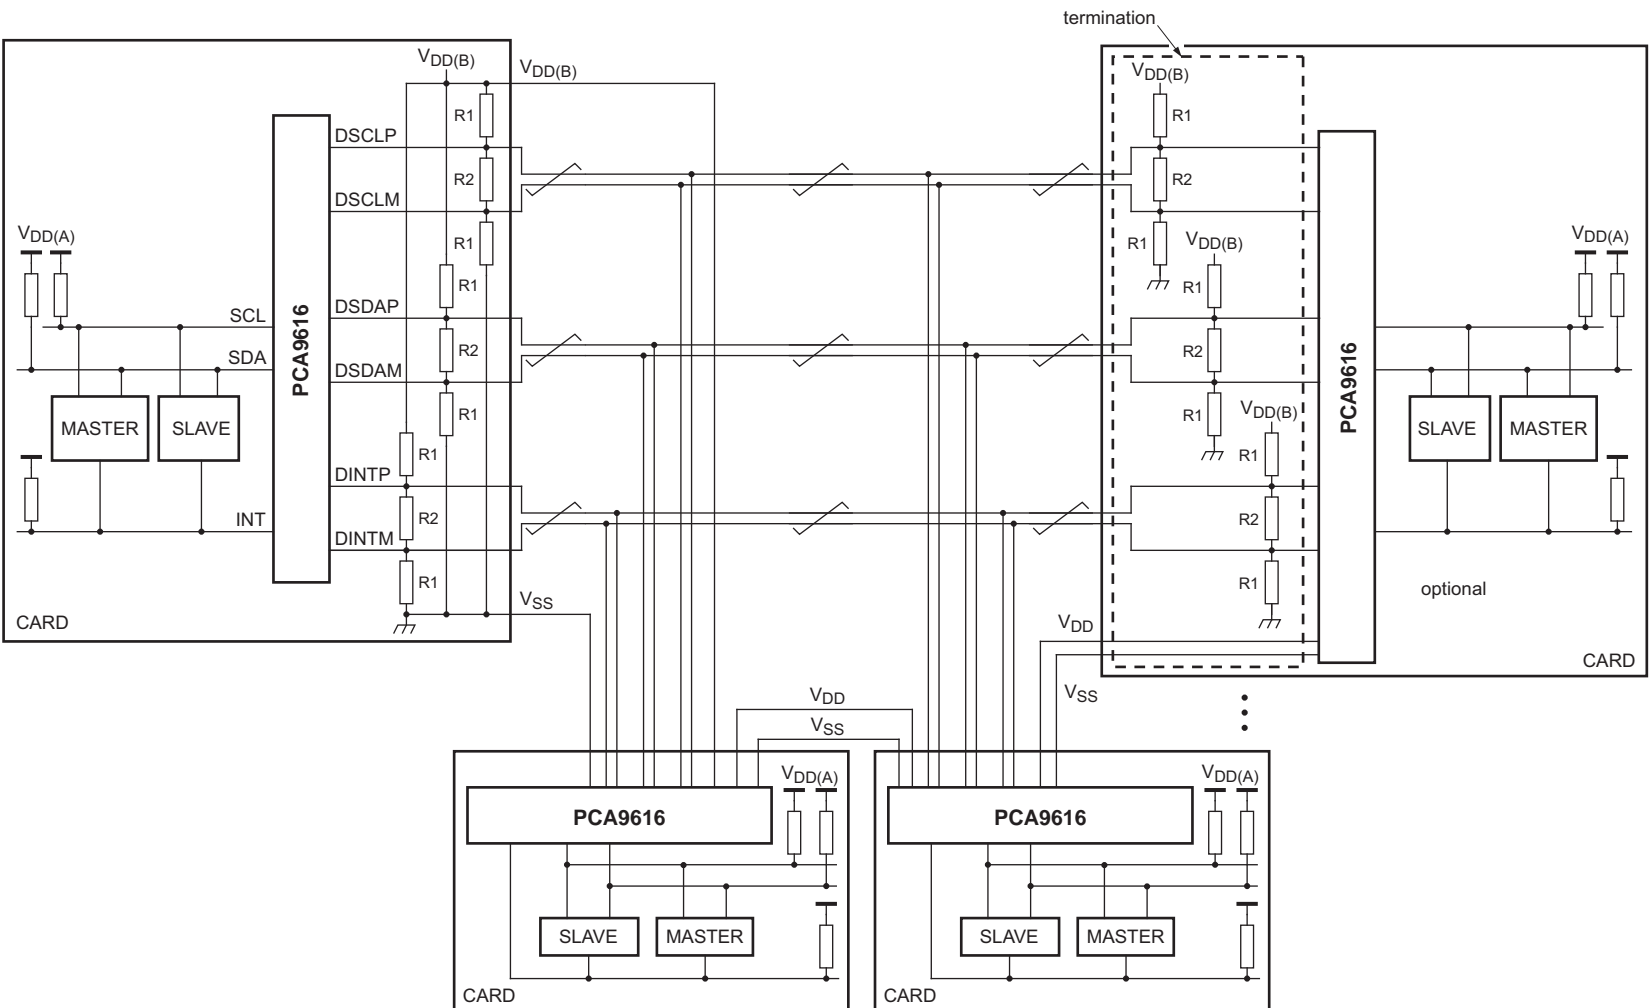 termination
VDD(B)
VDD(B)
R1
DSCLP
R2
DSCLM
R1
VDD(A)
R1
SCL
DSDAP
SDA
R2
DSDAM
PCA9616
MASTER
SLAVE
R1
R1
DINTP
INT
R2
DINTM
R1
VSS
CARD
VDD(B)
R1
R2
R1
VDD(B)
R1
R2
R1
VDD(B)
R1
R2
R1
PCA9616
VDD(A)
SLAVE
MASTER
optional
VDD
VSS
CARD
VDD
VSS
VDD(A)
PCA9616
SLAVE
MASTER
CARD
VDD(A)
PCA9616
SLAVE
MASTER
CARD